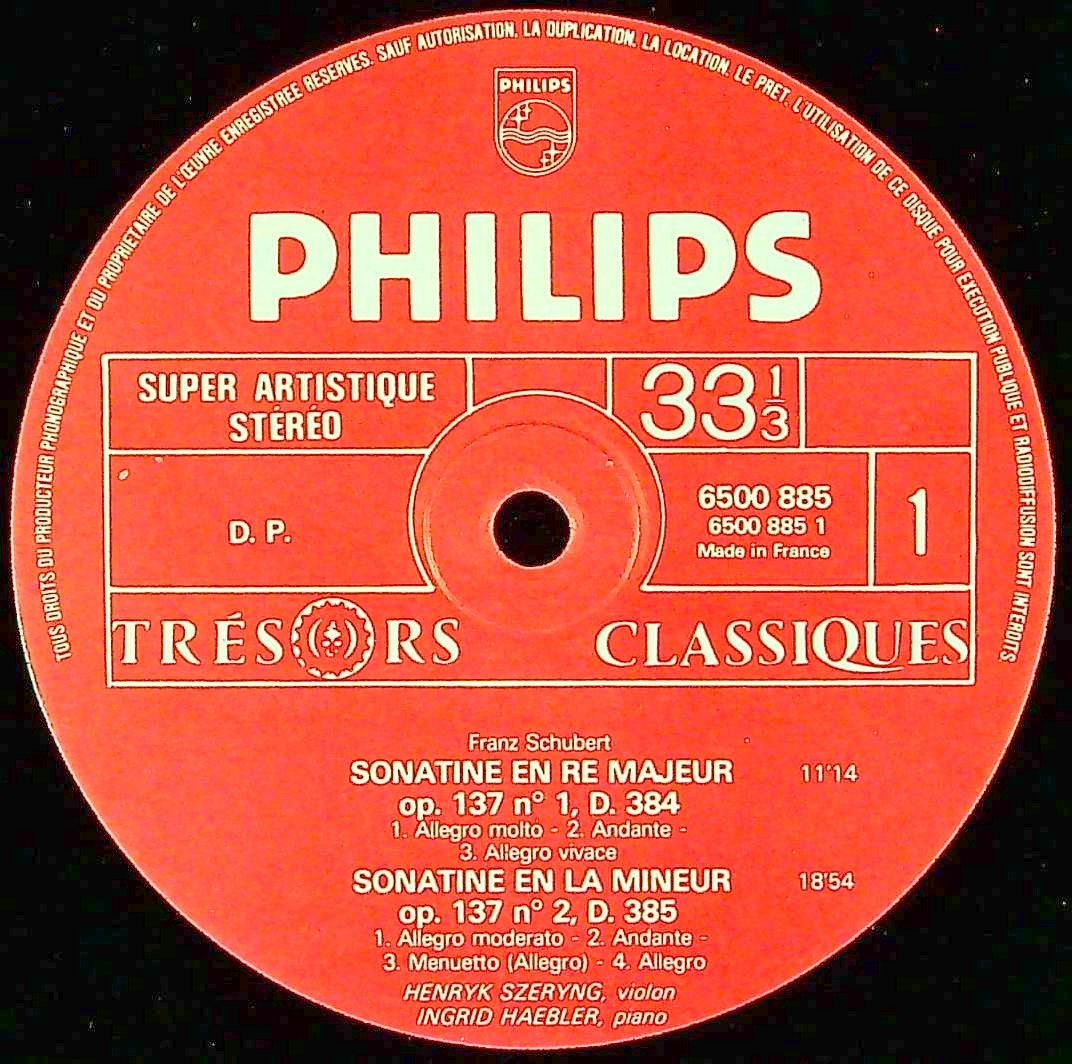 TOUS DROITS DU PRODUCTEUR PHONOGRAPHIQUE ET DU PROPRIETAIRE DE L'ŒUVRE ENREGISTREE RESERVES. SAUF AUTORISATION, LA DUPLICATION, LA LOCATION, LE PRET, L'UTILISATION DE CE DISQUE POUR EXECUTION PUBLIQUE ET RADIODIFFUSION SONT INTERDITS
PHILIPS
PHILIPS
SUPER ARTISTIQUE
STÉRÉO
33 1/3
D. P.
6500 885
6500 885 1
Made in France
1
TRÉSORS CLASSIQUES
Franz Schubert
SONATINE EN RE MAJEUR 11'14
op. 137 n° 1, D. 384
1. Allegro molto - 2. Andante -
3. Allegro vivace
SONATINE EN LA MINEUR 18'54
op. 137 n° 2, D. 385
1. Allegro moderato - 2. Andante -
3. Menuetto (Allegro) - 4. Allegro
HENRYK SZERYNG, violon
INGRID HAEBLER, piano